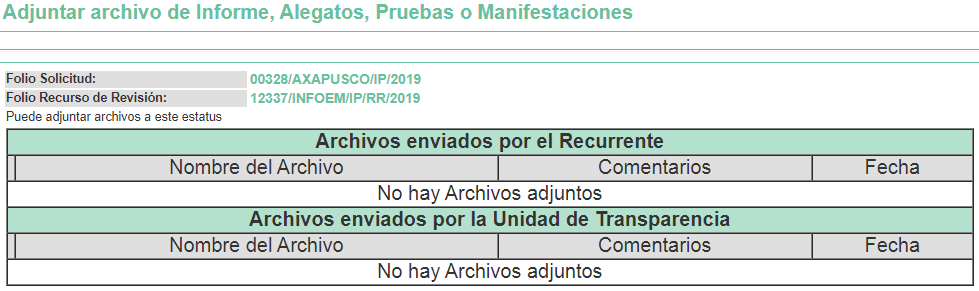 Adjuntar archivo de Informe, Alegatos, Pruebas o Manifestaciones
Folio Solicitud: 00328/AXAPUSCO/IP/2019
Folio Recurso de Revisión: 12337/INFOEM/IP/RR/2019
Puede adjuntar archivos a este estatus
Archivos enviados por el Recurrente
Nombre del Archivo Comentarios Fecha
No hay Archivos adjuntos
Archivos enviados por la Unidad de Transparencia
Nombre del Archivo Comentarios Fecha
No hay Archivos adjuntos